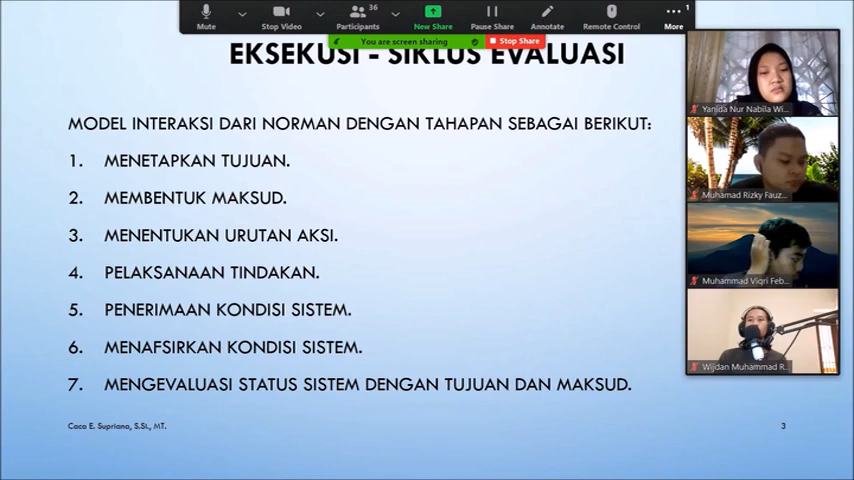 Mute
Stop Video
36
Participants
New Share
Pause Share
Annotate
Remote Control
1
More
You are screen sharing
Stop Share
EKSEKUSI - SIKLUS EVALUASI
MODEL INTERAKSI DARI NORMAN DENGAN TAHAPAN SEBAGAI BERIKUT:
1. MENETAPKAN TUJUAN.
2. MEMBENTUK MAKSUD.
3. MENENTUKAN URUTAN AKSI.
4. PELAKSANAAN TINDAKAN.
5. PENERIMAAN KONDISI SISTEM.
6. MENAFSIRKAN KONDISI SISTEM.
7. MENGEVALUASI STATUS SISTEM DENGAN TUJUAN DAN MAKSUD.
Caca E. Supriana, S.Si., MT.
3
Yanida Nur Nabila Wi...
Muhamad Rizky Fauz...
Muhammad Viqri Feb...
Wijdan Muhammad R...